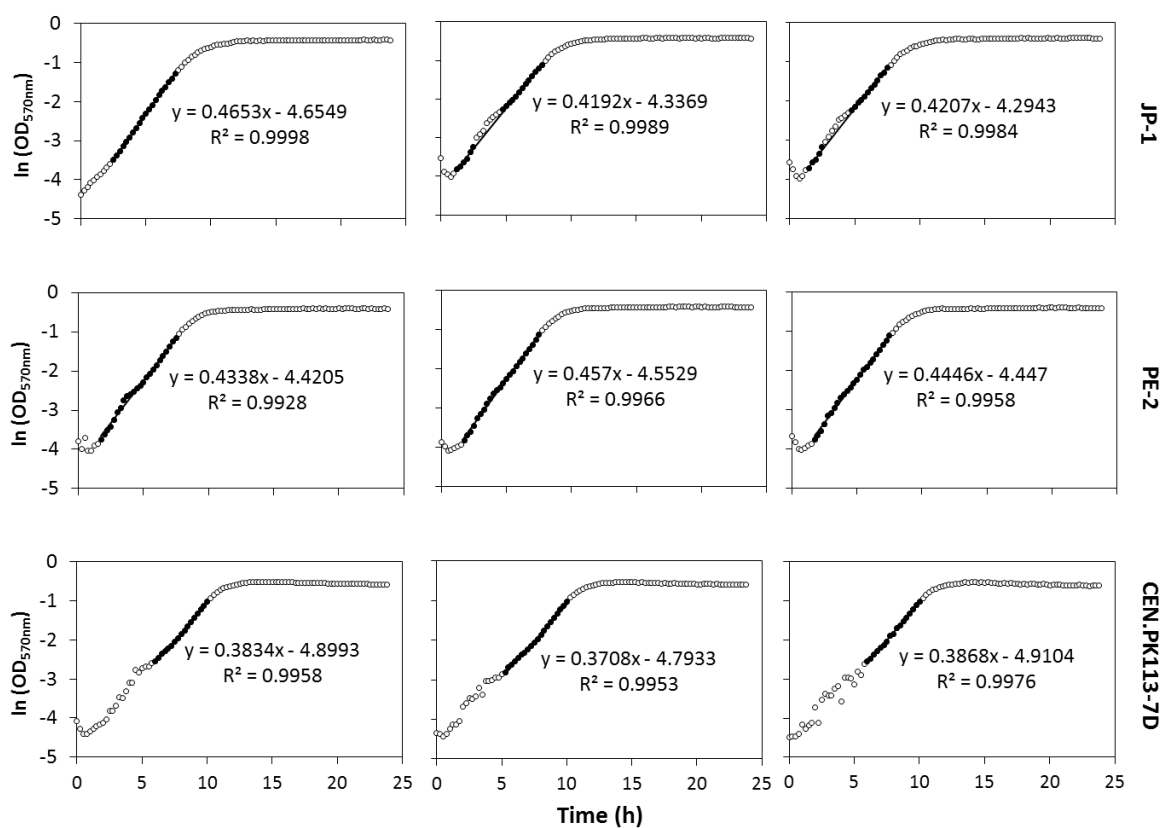 0
-1
-2
-3
-4
-5
ln (OD570nm)
y = 0.4653x - 4.6549
R² = 0.9998
y = 0.4192x - 4.3369
R² = 0.9989
y = 0.4207x - 4.2943
R² = 0.9984
JP-1
0
-1
-2
-3
-4
-5
ln (OD570nm)
y = 0.4338x - 4.4205
R² = 0.9928
y = 0.457x - 4.5529
R² = 0.9966
y = 0.4446x - 4.447
R² = 0.9958
PE-2
0
-1
-2
-3
-4
-5
ln (OD570nm)
y = 0.3834x - 4.8993
R² = 0.9958
y = 0.3708x - 4.7933
R² = 0.9953
y = 0.3868x - 4.9104
R² = 0.9976
CEN.PK113-7D
0 5 10 15 20 25 0 5 10 15 20 25 0 5 10 15 20 25
Time (h)